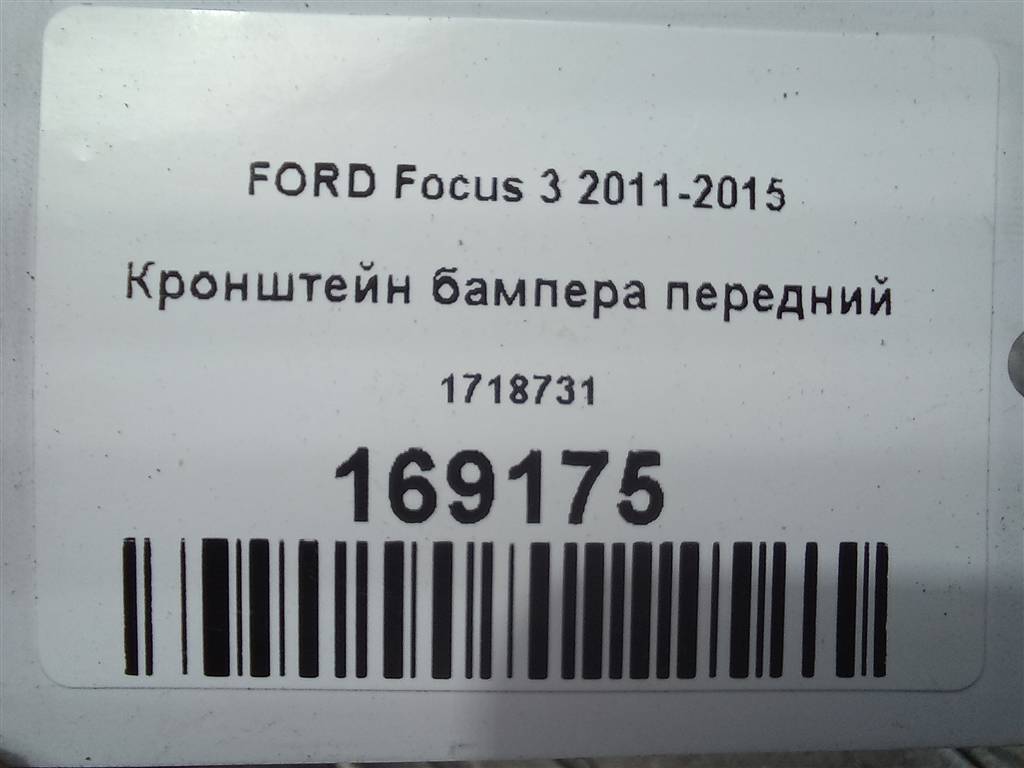 FORD Focus 3 2011-2015
Кронштейн бампера передний
1718731
169175